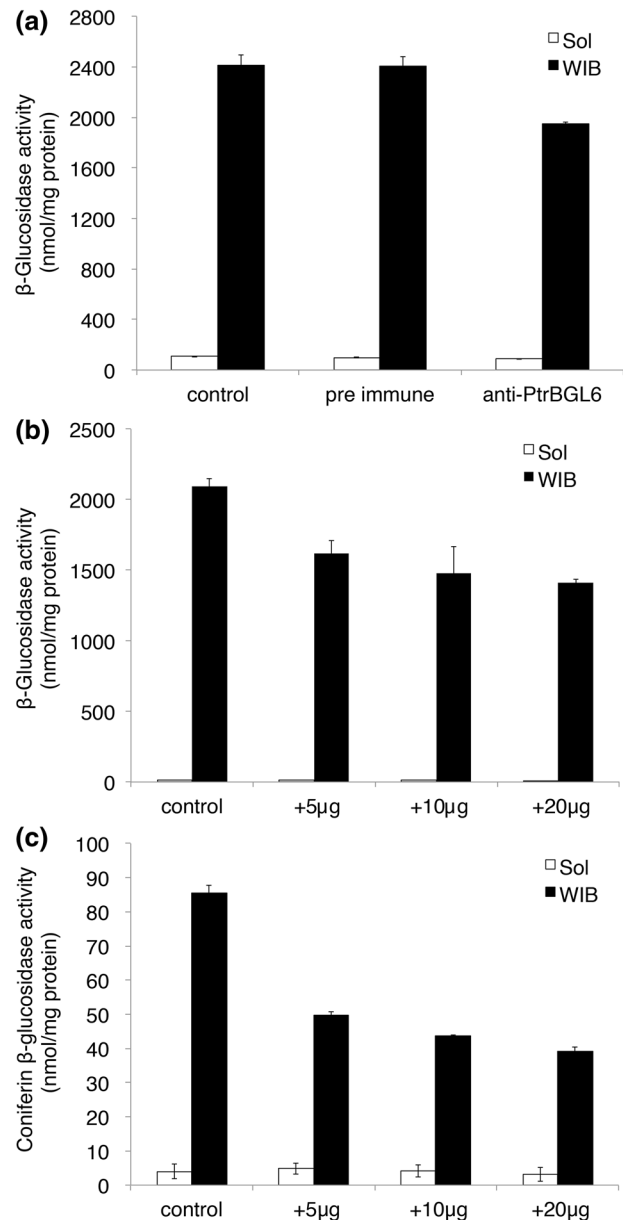 (a)
2800
2400
2000
1600
1200
800
400
0
β-Glucosidase activity
(nmol/mg protein)
Sol
WIB
control pre immune anti-PtrBGL6
(b)
2500
2000
1500
1000
500
0
β-Glucosidase activity
(nmol/mg protein)
Sol
WIB
control +5μg +10μg +20μg
(c)
100
90
80
70
60
50
40
30
20
10
0
Coniferin β-glucosidase activity
(nmol/mg protein)
Sol
WIB
control +5μg +10μg +20μg